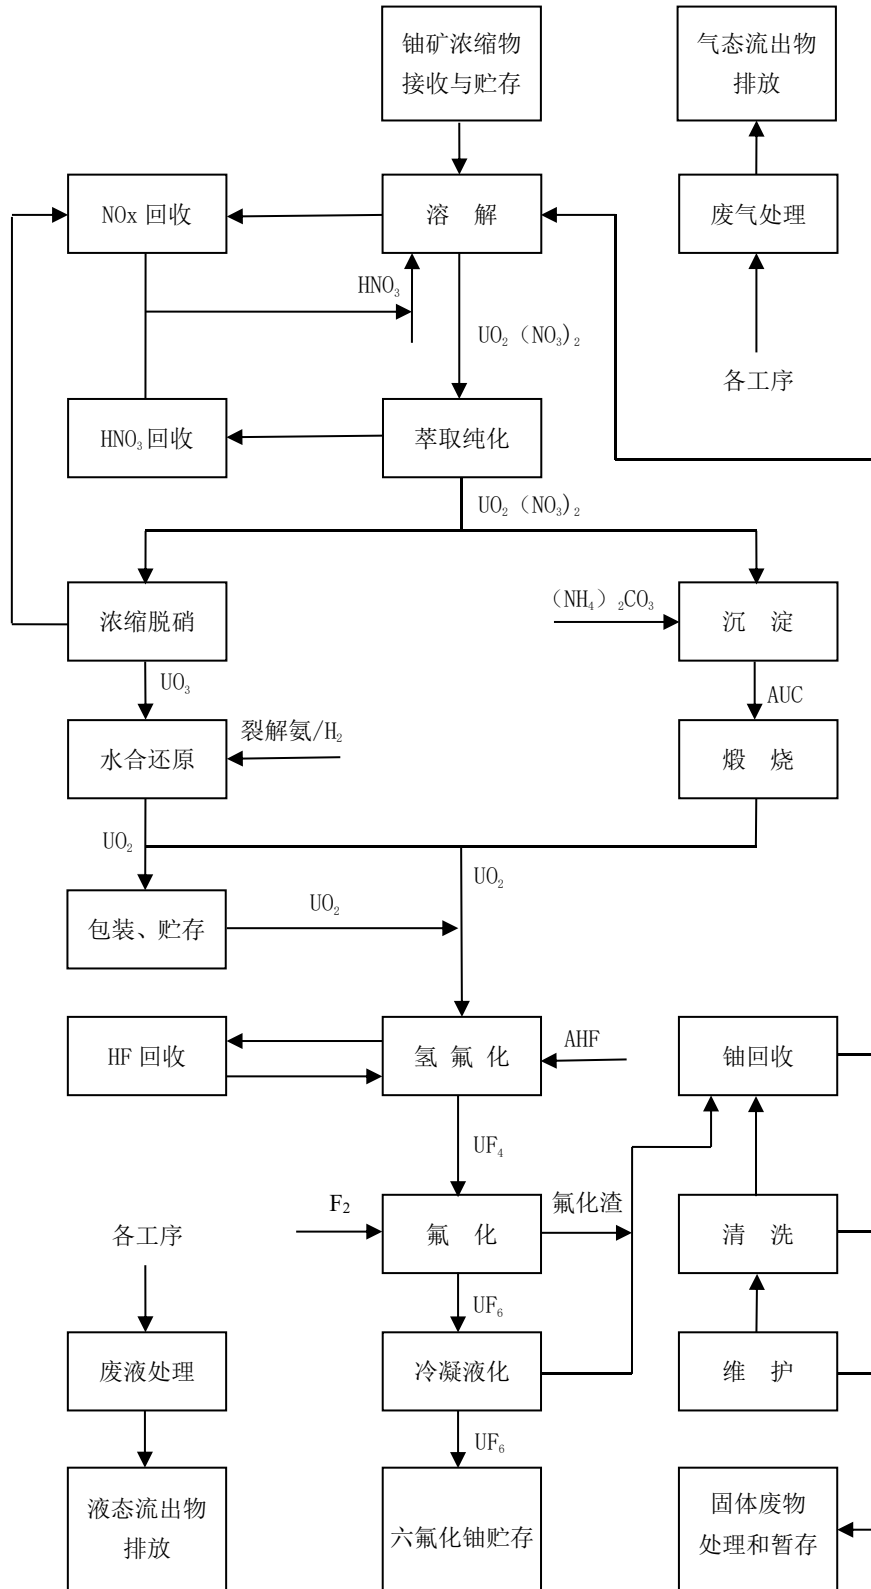 铀矿浓缩物
接收与贮存
气态流出物
排放
NOx 回收
溶 解
废气处理
HNO₃
UO₂（NO₃)₂
各工序
HNO₃回收
萃取纯化
UO₂（NO₃)₂
浓缩脱硝
（NH₄）₂CO₃
沉 淀
UO₃
AUC
水合还原
裂解氨/H₂
煅 烧
UO₂
UO₂
包装、贮存
UO₂
HF 回收
氢 氟 化
AHF
铀回收
UF₄
各工序
F₂
氟 化
氟化渣
清 洗
UF₆
废液处理
冷凝液化
维 护
UF₆
液态流出物
排放
六氟化铀贮存
固体废物
处理和暂存